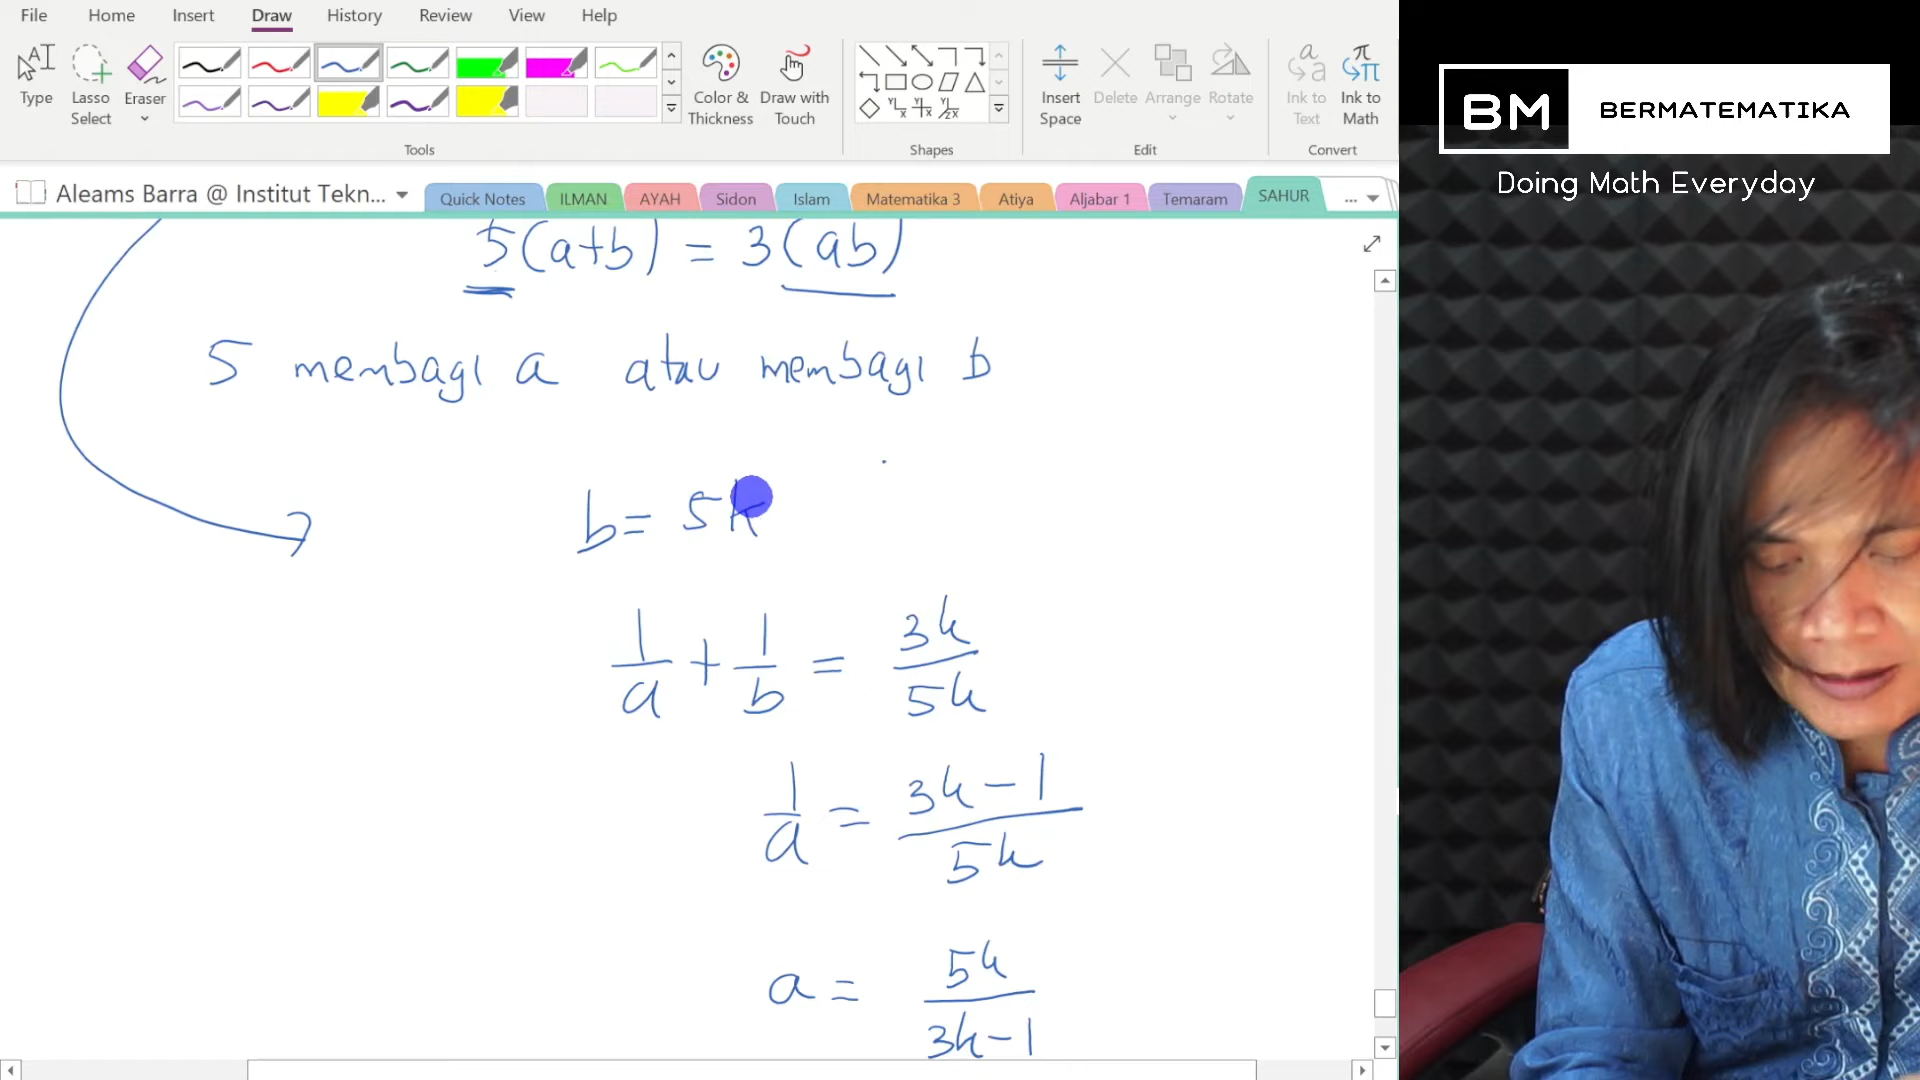 File Home Insert Draw History Review View Help
Type
Lasso Select
Eraser
Color & Thickness
Draw with Touch
Insert Space
Delete
Arrange
Rotate
Ink to Text
Ink to Math
Tools
Shapes
Edit
Convert
Aleams Barra @ Institut Tekn...
Quick Notes ILMAN AYAH Sidon Islam Matematika 3 Atiya Aljabar 1 Temaram SAHUR ...
BM BERMATEMATIKA
Doing Math Everyday
5(a+b) = 3(ab)
5 membagi a atau membagi b
b = 5k
1/a + 1/b = 3k/5k
1/a = (3k-1)/5k
a = 5k/(3k-1)